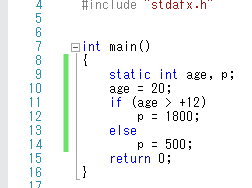 4 #include "stdafx.h"
5
6
7 int main()
8 {
9 static int age, p;
10 age = 20;
11 if (age > +12)
12 p = 1800;
13 else
14 p = 500;
15 return 0;
16 }